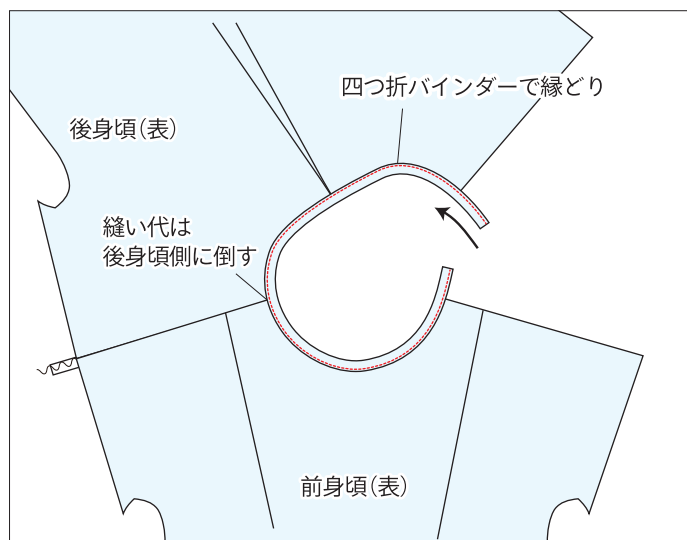 四つ折バインダーで縁どり
後身頃(表)
縫い代は
後身頃側に倒す
前身頃(表)